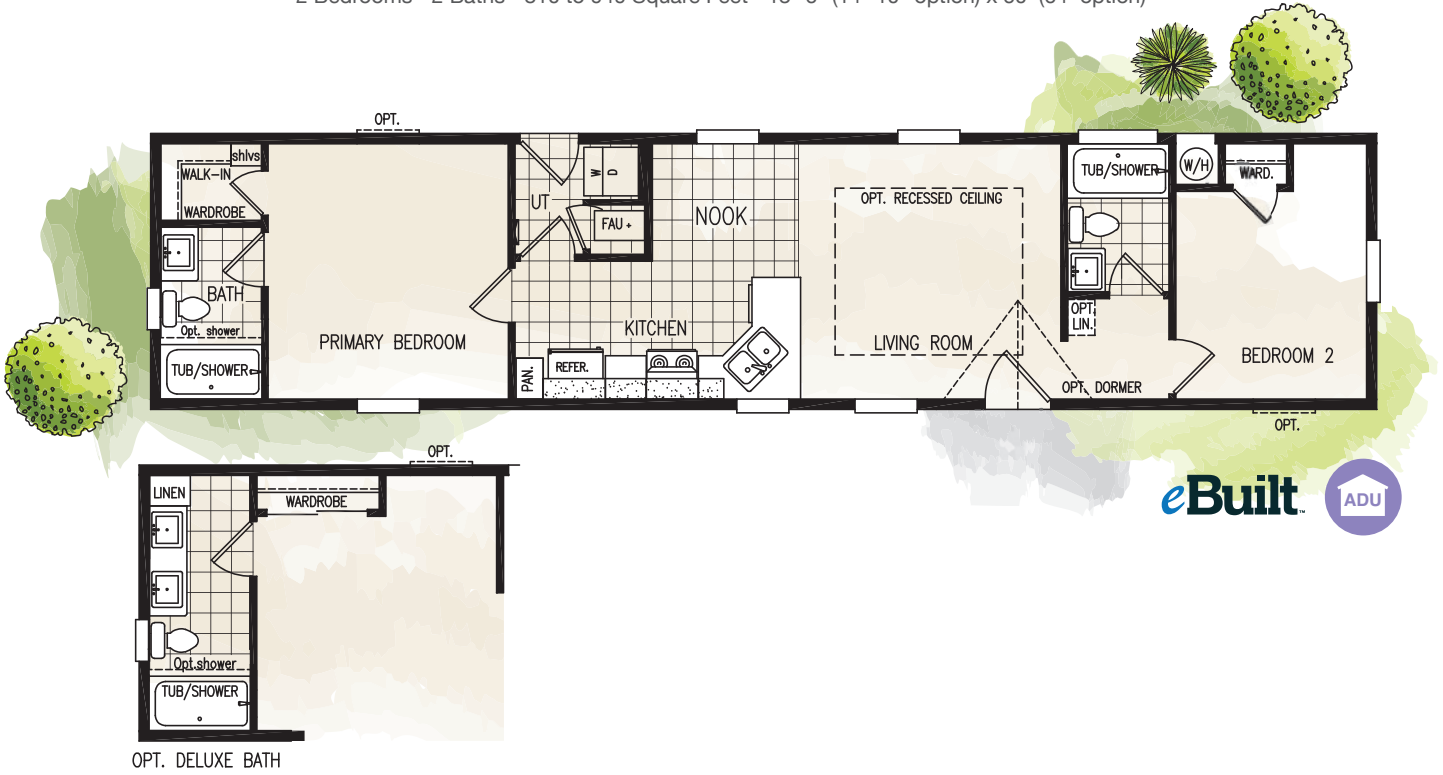 OPT.
shlvs
WALK-IN
WARDROBE
BATH
Opt. shower
TUB/SHOWER
PRIMARY BEDROOM
UT
W
D
FAU +
NOOK
KITCHEN
PAN.
REFER.
OPT. RECESSED CEILING
LIVING ROOM
OPT. DORMER
TUB/SHOWER
OPT.
LIN.
W/H
WARD.
BEDROOM 2
OPT.
eBuilt™
ADU
OPT.
LINEN
WARDROBE
Opt.shower
TUB/SHOWER
OPT. DELUXE BATH